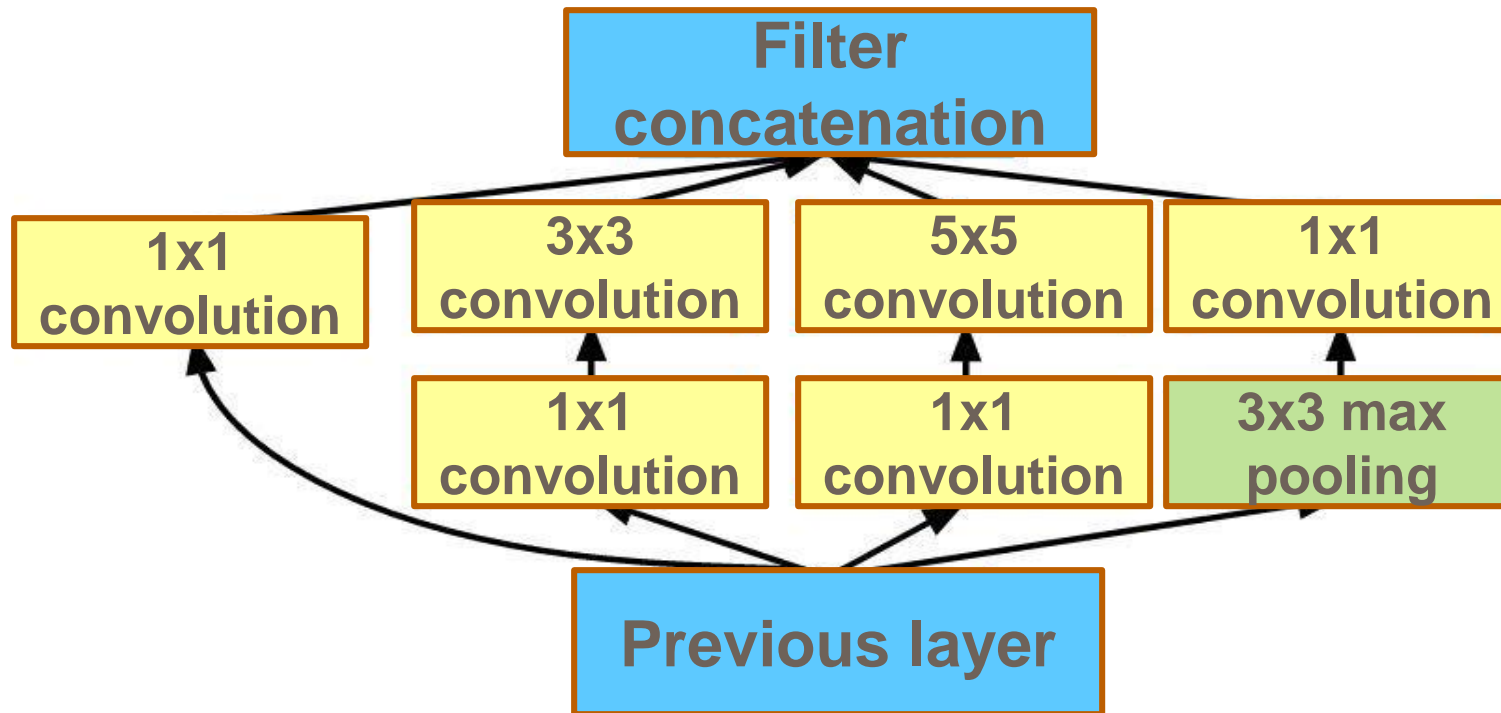 Filter
concatenation
1x1
convolution
3x3
convolution
5x5
convolution
1x1
convolution
1x1
convolution
1x1
convolution
3x3 max
pooling
Previous layer